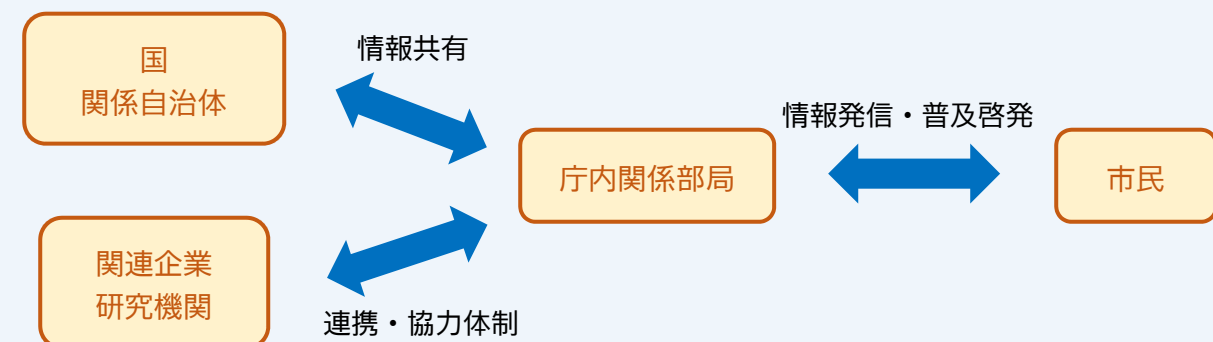 国
関係自治体
情報共有
情報発信・普及啓発
庁内関係部局
市民
関連企業
研究機関
連携・協力体制